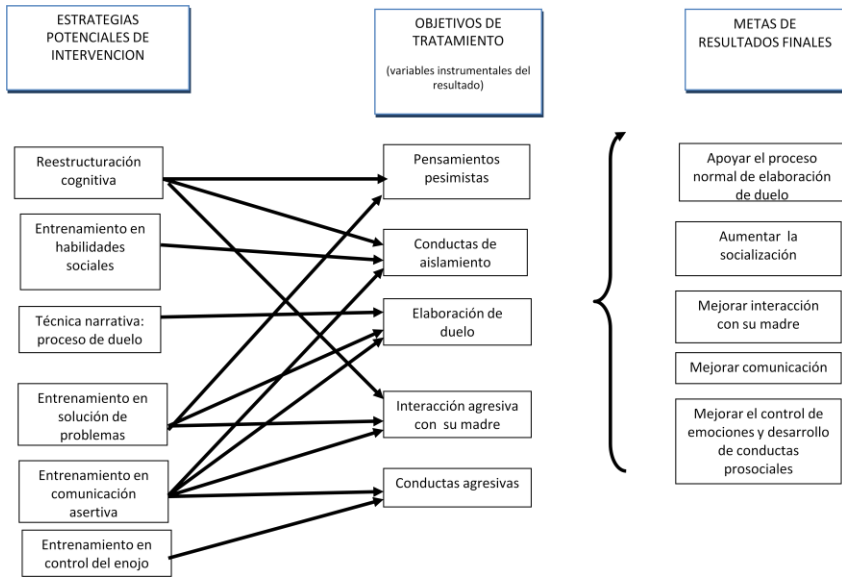 ESTRATEGIAS
POTENCIALES DE
INTERVENCION
OBJETIVOS DE
TRATAMIENTO
(variables instrumentales del
resultado)
METAS DE
RESULTADOS FINALES
Reestructuración
cognitiva
Entrenamiento en
habilidades
sociales
Técnica narrativa:
proceso de duelo
Entrenamiento en
solución de
problemas
Entrenamiento en
comunicación
asertiva
Entrenamiento en
control del enojo
Pensamientos
pesimistas
Conductas de
aislamiento
Elaboración de
duelo
Interacción agresiva
con su madre
Conductas agresivas
Apoyar el proceso
normal de elaboración
de duelo
Aumentar la
socialización
Mejorar interacción
con su madre
Mejorar comunicación
Mejorar el control de
emociones y desarrollo
de conductas
prosociales